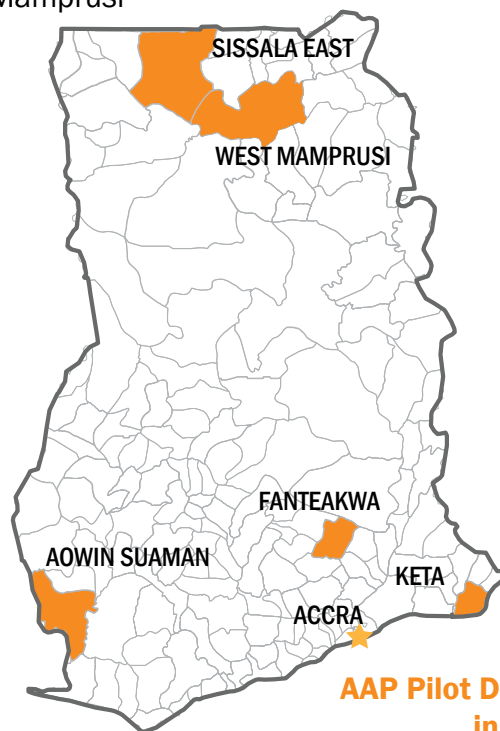 Mamprusi
SISSALA EAST
WEST MAMPRUSI
FANTEAKWA
AOWIN SUAMAN
KETA
ACCRA
AAP Pilot D
in